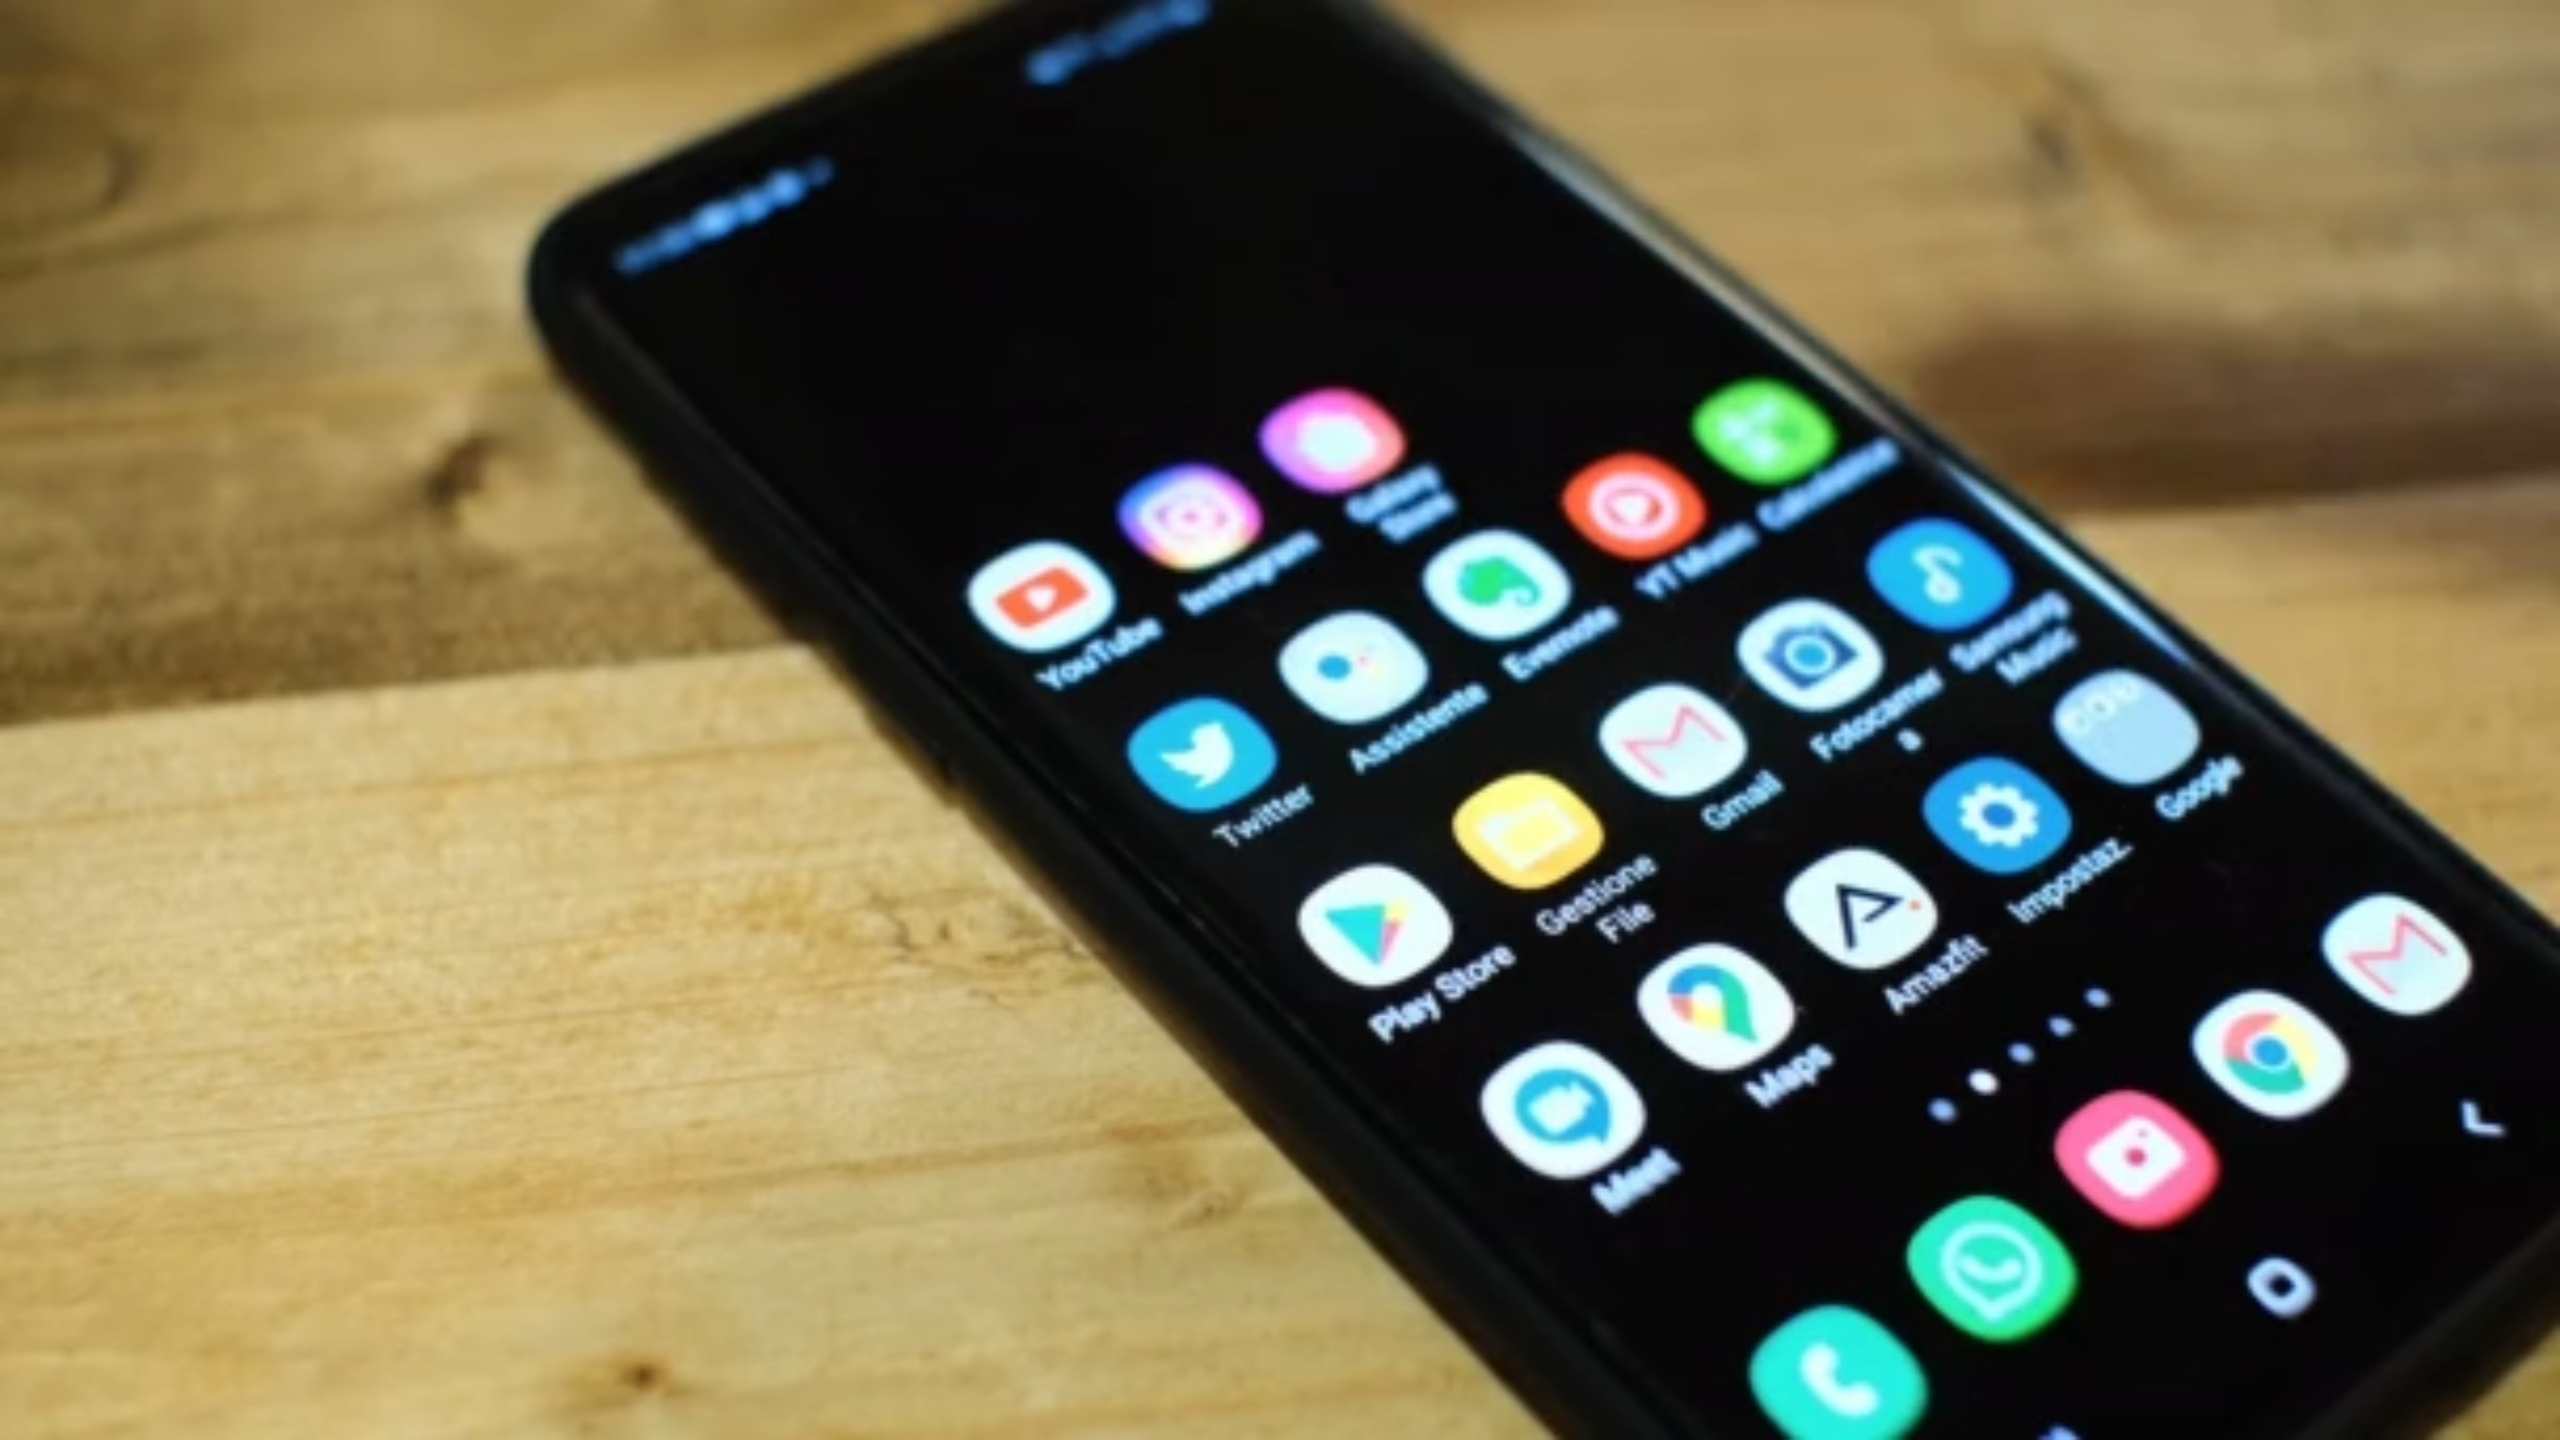 YouTube
Instagram
Galaxy
Store
Twitter
Assistente
Evernote
YT Music
Calcolatrice
Play Store
Gestione
File
Gmail
Fotocamer
a
Samsung
Music
Meet
Maps
Amazfit
Impostaz.
Google